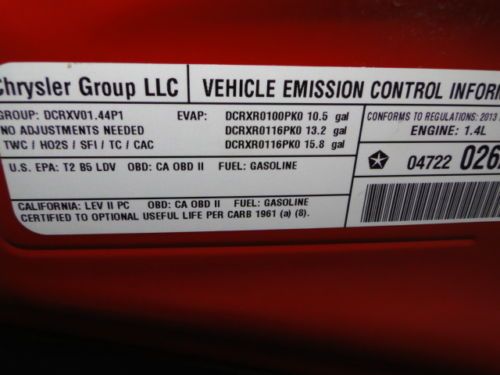 Chrysler Group LLC
VEHICLE EMISSION CONTROL
GROUP: DCRXV01.44P1
NO ADJUSTMENTS NEEDED
TWC / HO2S / SFI / TC / CAC
EVAP: DCRXR0100PK0 10.5 gal
DCRXR0116PK0 13.2 gal
DCRXR0116PK0 15.8 gal
CONFORMS TO REGULATIONS: 2013
ENGINE: 1.4L
04722 026
U.S. EPA: T2 B5 LDV OBD: CA OBD II FUEL: GASOLINE
CALIFORNIA: LEV II PC OBD: CA OBD II FUEL: GASOLINE
CERTIFIED TO OPTIONAL USEFUL LIFE PER CARB 1961 (a) (8).